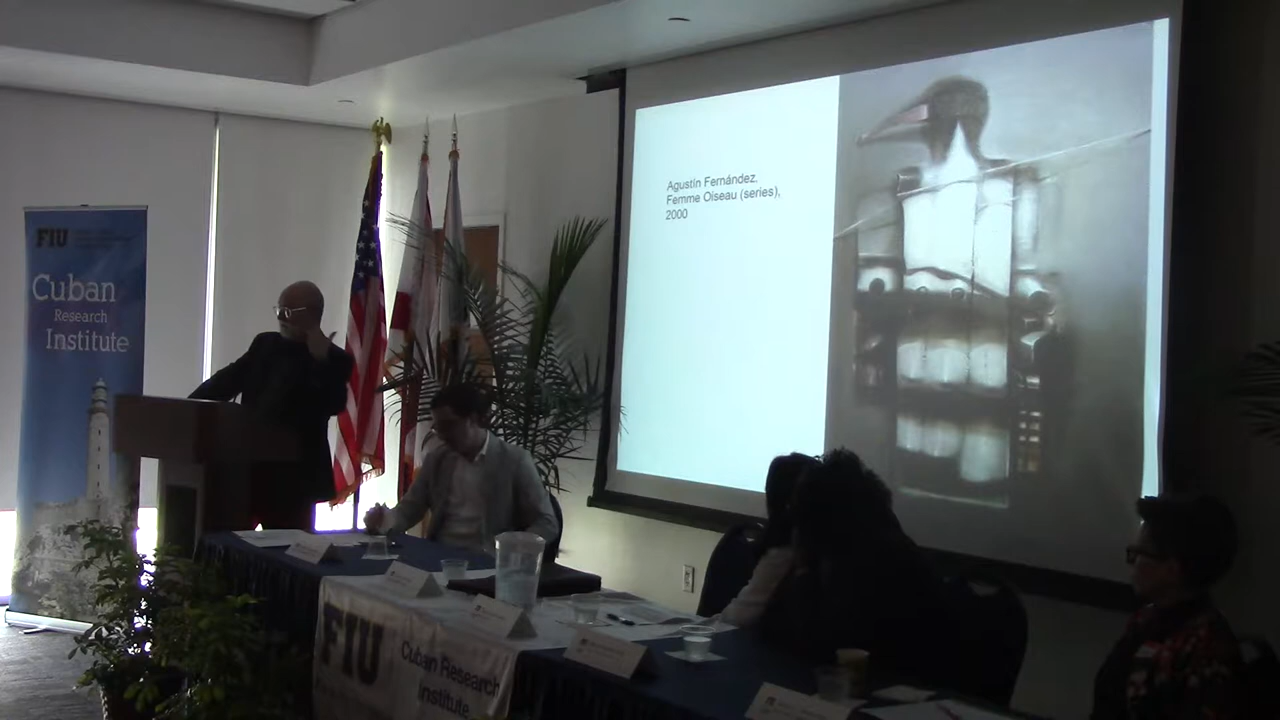 FIU
Cuban
Research
Institute
Agustín Fernández.
Femme Oiseau (series),
2000
FIU
Cuban Research
Institute